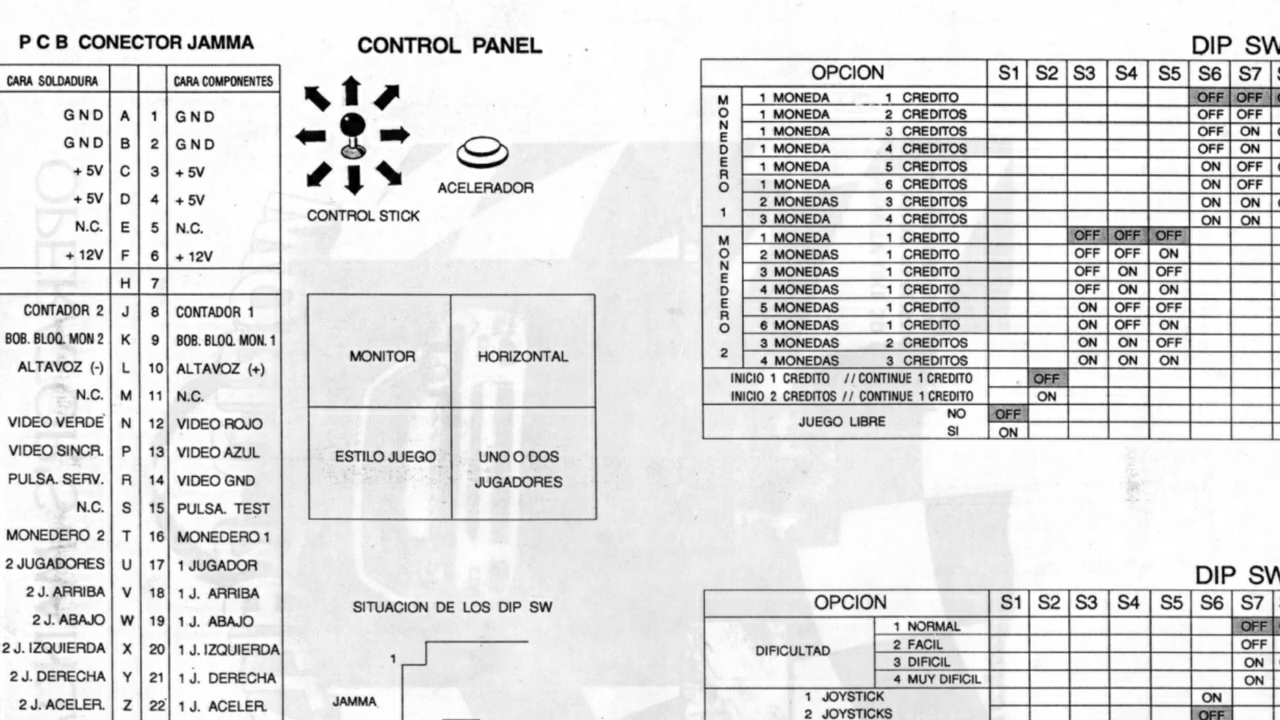 P C B CONECTOR JAMMA
CARA SOLDADURA CARA COMPONENTES
GND A 1 GND
GND B 2 GND
+ 5V C 3 + 5V
+ 5V D 4 + 5V
N.C. E 5 N.C.
+ 12V F 6 + 12V
H 7
CONTADOR 2 J 8 CONTADOR 1
BOB. BLOQ. MON 2 K 9 BOB. BLOQ. MON. 1
ALTAVOZ (-) L 10 ALTAVOZ (+)
N.C. M 11 N.C.
VIDEO VERDE N 12 VIDEO ROJO
VIDEO SINCR. P 13 VIDEO AZUL
PULSA. SERV. R 14 VIDEO GND
N.C. S 15 PULSA. TEST
MONEDERO 2 T 16 MONEDERO 1
2 JUGADORES U 17 1 JUGADOR
2 J. ARRIBA V 18 1 J. ARRIBA
2 J. ABAJO W 19 1 J. ABAJO
2 J. IZQUIERDA X 20 1 J. IZQUIERDA
2 J. DERECHA Y 21 1 J. DERECHA
2 J. ACELER. Z 22 1 J. ACELER.
CONTROL PANEL
CONTROL STICK
ACELERADOR
MONITOR HORIZONTAL
ESTILO JUEGO UNO O DOS
JUGADORES
SITUACION DE LOS DIP SW
1
JAMMA
DIP SW
OPCION S1 S2 S3 S4 S5 S6 S7
MONEDERO 1
1 MONEDA 1 CREDITO OFF OFF
1 MONEDA 2 CREDITOS OFF OFF
1 MONEDA 3 CREDITOS OFF ON
1 MONEDA 4 CREDITOS OFF ON
1 MONEDA 5 CREDITOS ON OFF
1 MONEDA 6 CREDITOS ON OFF
2 MONEDAS 3 CREDITOS ON ON
3 MONEDAS 4 CREDITOS ON ON
MONEDERO 2
1 MONEDA 1 CREDITO OFF OFF OFF
2 MONEDAS 1 CREDITO OFF OFF ON
3 MONEDAS 1 CREDITO OFF ON OFF
4 MONEDAS 1 CREDITO OFF ON ON
5 MONEDAS 1 CREDITO ON OFF OFF
6 MONEDAS 1 CREDITO ON OFF ON
3 MONEDAS 2 CREDITOS ON ON OFF
4 MONEDAS 3 CREDITOS ON ON ON
INICIO 1 CREDITO // CONTINUE 1 CREDITO OFF
INICIO 2 CREDITOS // CONTINUE 1 CREDITO ON
JUEGO LIBRE NO OFF
SI ON
DIP SW
OPCION S1 S2 S3 S4 S5 S6 S7
DIFICULTAD
1 NORMAL OFF
2 FACIL OFF
3 DIFICIL ON
4 MUY DIFICIL ON
1 JOYSTICK ON
2 JOYSTICKS OFF